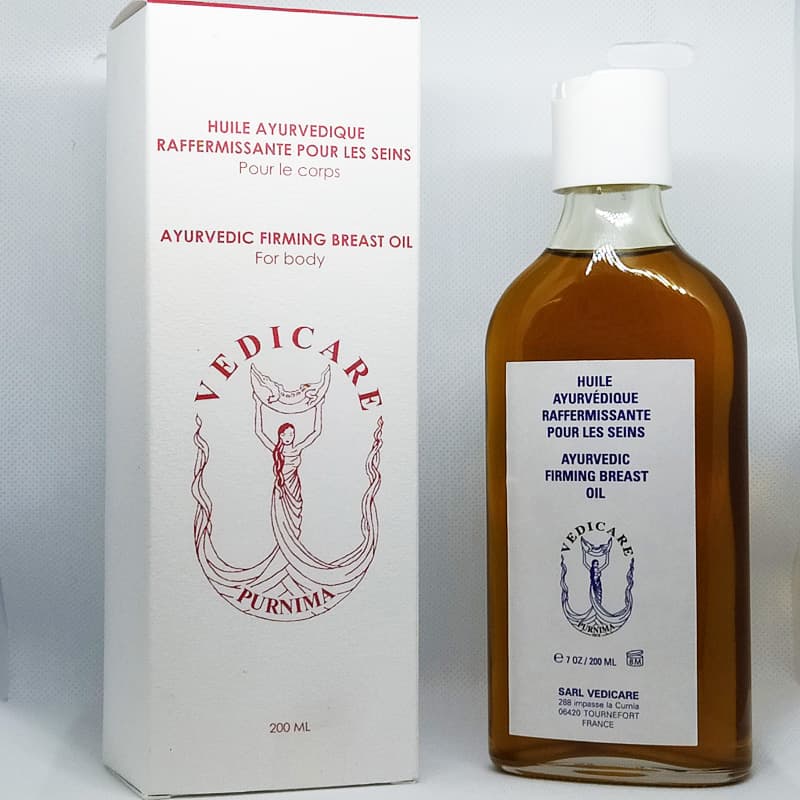 HUILE AYURVEDIQUE
RAFFERMISSANTE POUR LES SEINS
Pour le corps
AYURVEDIC FIRMING BREAST OIL
For body
VEDICARE
PURNIMA
200 ML
HUILE
AYURVÉDIQUE
RAFFERMISSANTE
POUR LES SEINS
AYURVEDIC
FIRMING BREAST
OIL
VEDICARE
PURNIMA
℮ 7 OZ / 200 ML 8M
SARL VEDICARE
288 impasse la Curnia
06420 TOURNEFORT
FRANCE